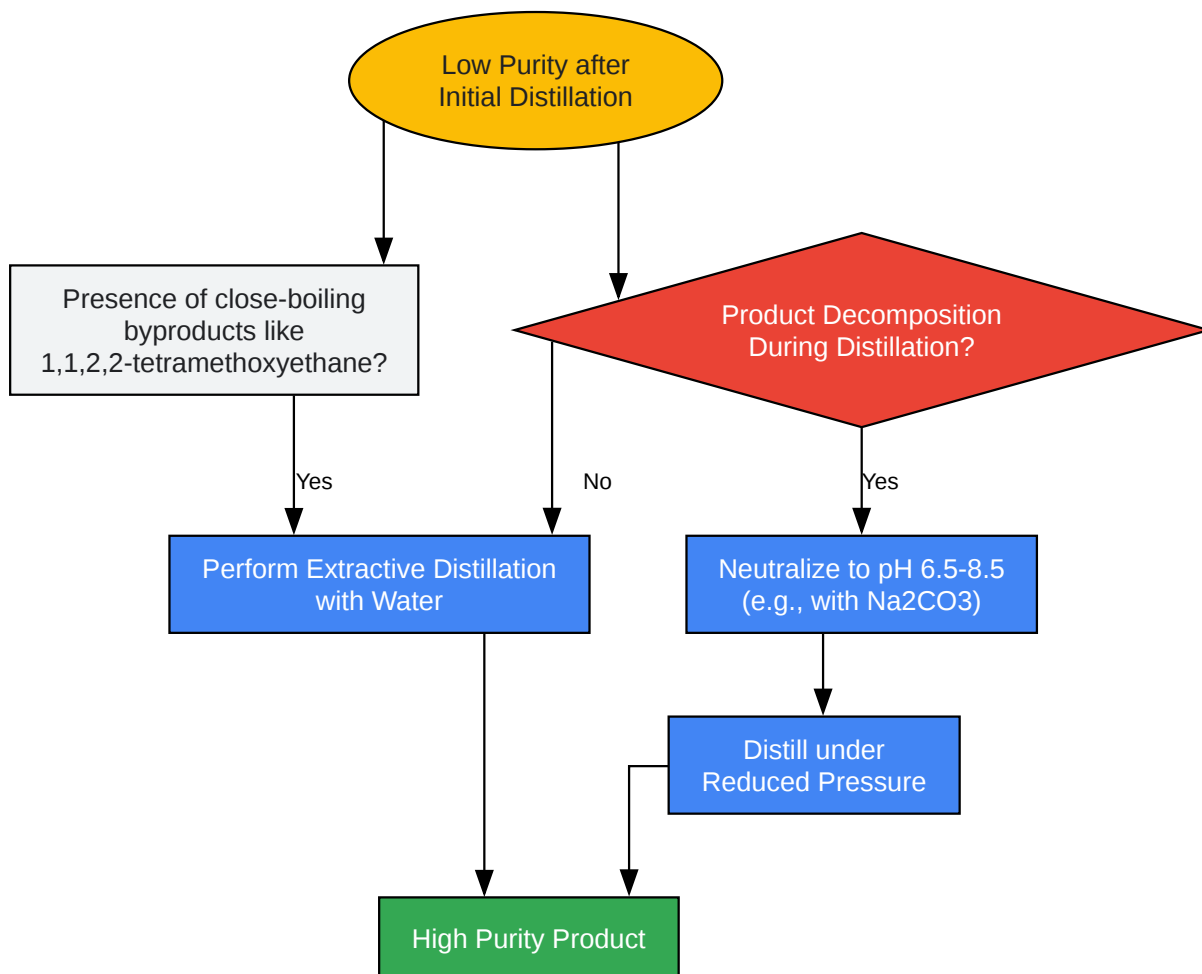 Low Purity after
Initial Distillation
Presence of close-boiling
byproducts like
1,1,2,2-tetramethoxyethane?
Product Decomposition
During Distillation?
Yes
No
Yes
Perform Extractive Distillation
with Water
Neutralize to pH 6.5-8.5
(e.g., with Na2CO3)
Distill under
Reduced Pressure
High Purity Product